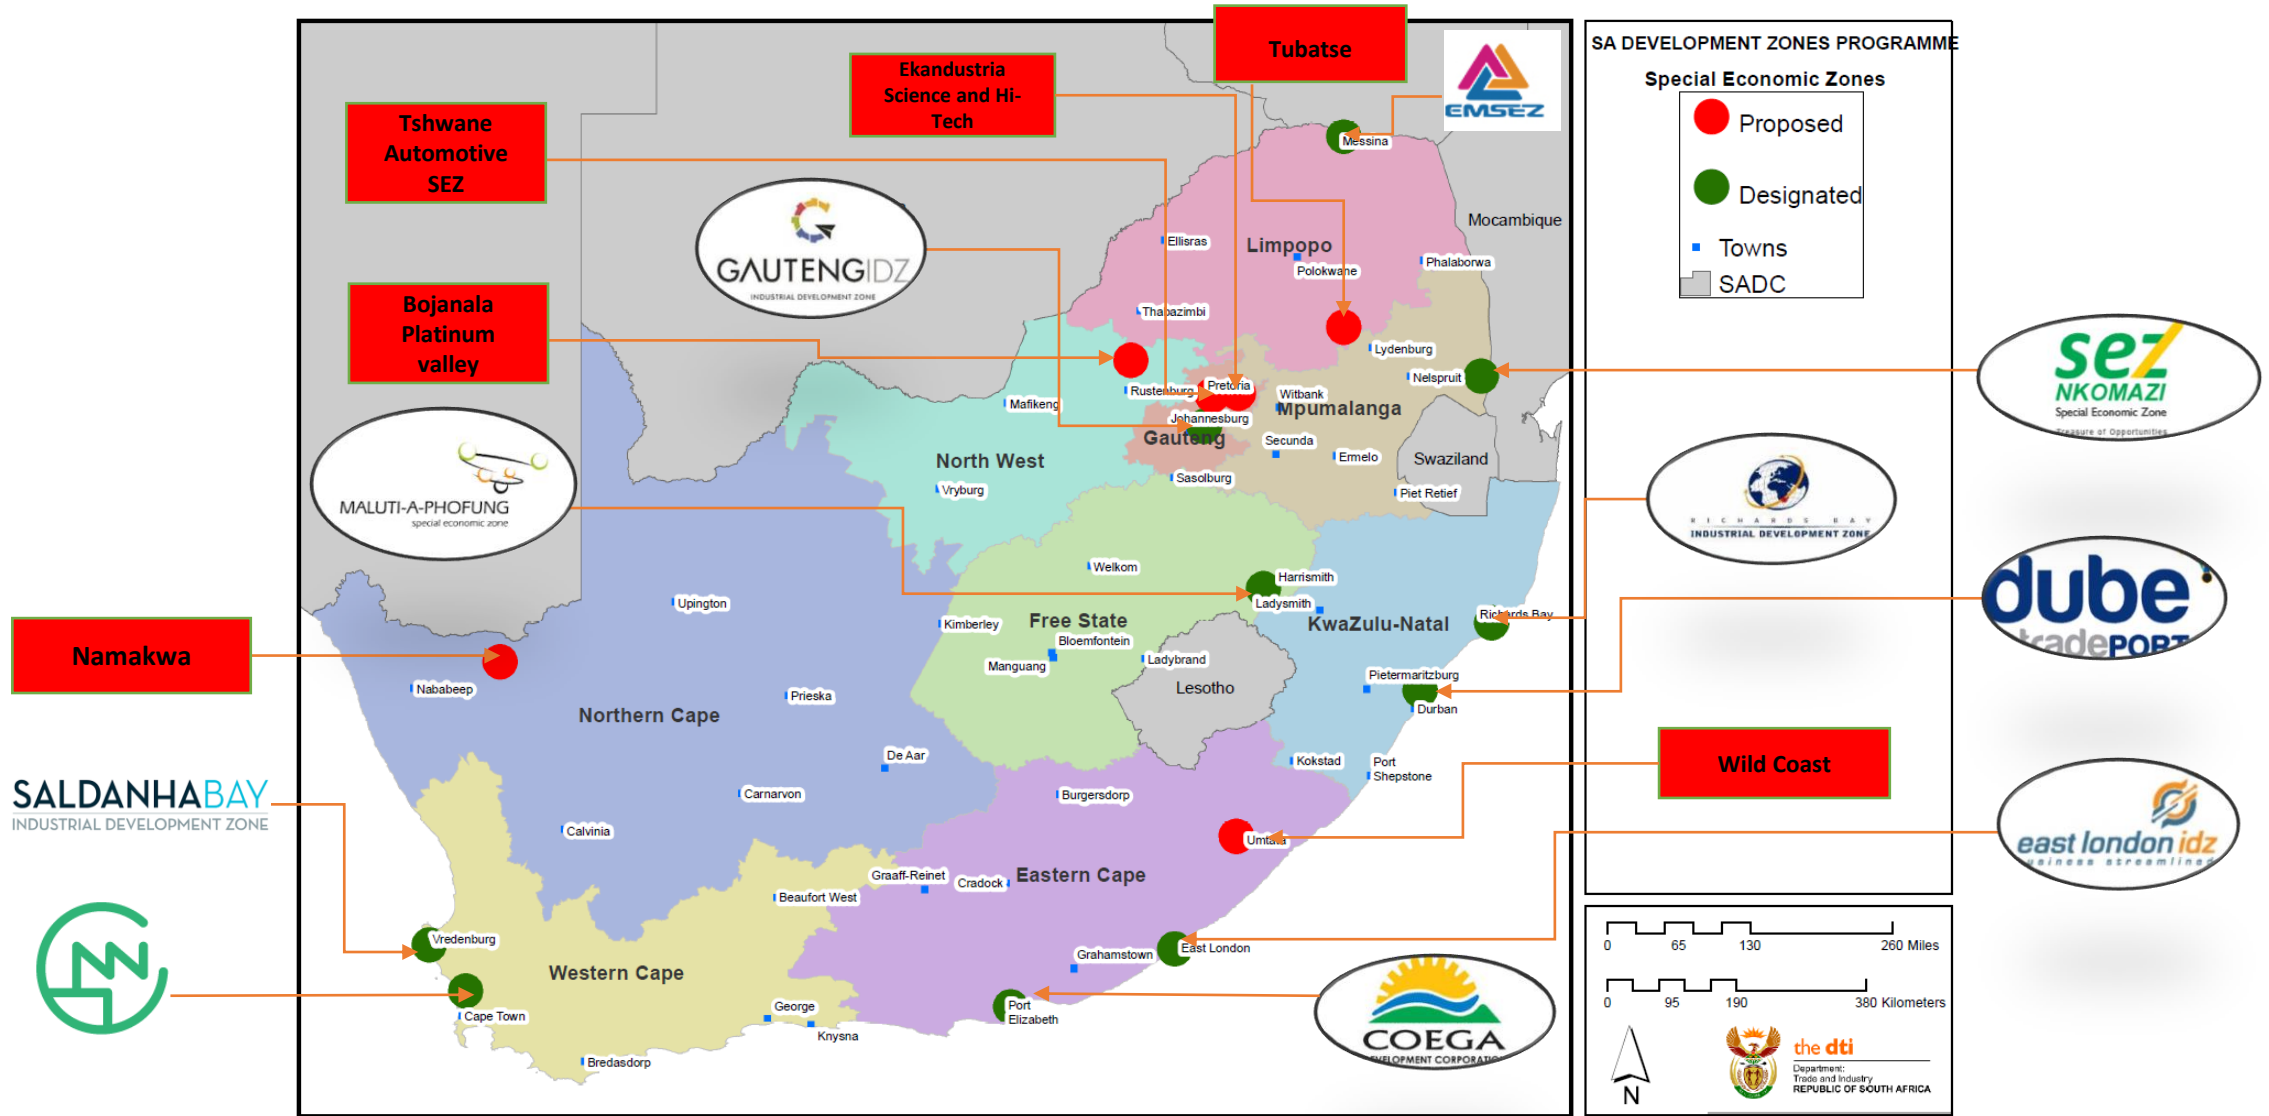 Tubatse
Ekandustria
Science and Hi-
Tech
EMSEZ
Tshwane
Automotive
SEZ
GAUTENGIDZ
INDUSTRIAL DEVELOPMENT ZONE
Bojanala
Platinum
valley
MALUTI-A-PHOFUNG
special economic zone
Namakwa
SALDANHABAY
INDUSTRIAL DEVELOPMENT ZONE
Messina
Mocambique
Ellisras
Limpopo
Polokwane
Phalaborwa
Thabazimbi
Lydenburg
Nelspruit
Pretoria
Rustenburg
Witbank
Mafikeng
Mpumalanga
Johannesburg
Gauteng
Secunda
Ermelo
Swaziland
North West
Sasolburg
Vryburg
Piet Retief
Welkom
Harrismith
Ladysmith
Upington
Kimberley
Free State
KwaZulu-Natal
Richards Bay
Bloemfontein
Manguang
Ladybrand
Pietermaritzburg
Lesotho
Nababeep
Prieska
Durban
Northern Cape
De Aar
Kokstad
Port
Shepstone
Carnarvon
Burgersdorp
Calvinia
Umtata
Graaff-Reinet
Cradock
Eastern Cape
Beaufort West
Vredenburg
East London
Grahamstown
Western Cape
Port
Elizabeth
Cape Town
George
Knysna
Bredasdorp
COEGA
DEVELOPMENT CORPORATION
SA DEVELOPMENT ZONES PROGRAMME
Special Economic Zones
Proposed
Designated
Towns
SADC
sez
NKOMAZI
Special Economic Zone
Treasure of Opportunities
RICHARDS BAY
INDUSTRIAL DEVELOPMENT ZONE
dube
tradePORT
Wild Coast
east london idz
business streamlined
0 65 130 260 Miles
0 95 190 380 Kilometers
N
the dti
Department:
Trade and Industry
REPUBLIC OF SOUTH AFRICA